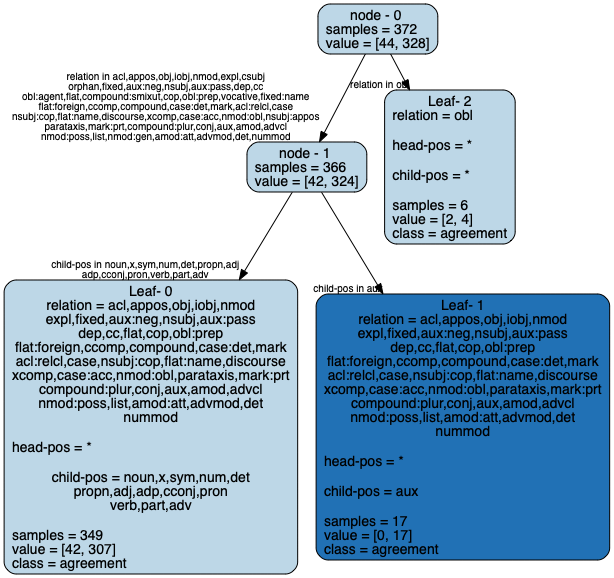 node - 0
samples = 372
value = [44, 328]
relation in acl,appos,obj,iobj,nmod,expl,csubj
orphan,fixed,aux:neg,nsubj,aux:pass,dep,cc
obl:agent,flat,compound:smixut,cop,obl:prep,vocative,fixed:name
flat:foreign,ccomp,compound,case:det,mark,acl:relcl,case
nsubj:cop,flat:name,discourse,xcomp,case:acc,nmod:obl,nsubj:appos
parataxis,mark:prt,compound:plur,conj,aux,amod,advcl
nmod:poss,list,nmod:gen,amod:att,advmod,det,nummod
relation in obl
Leaf- 2
relation = obl
head-pos = *
child-pos = *
samples = 6
value = [2, 4]
class = agreement
node - 1
samples = 366
value = [42, 324]
child-pos in noun,x,sym,num,det,propn,adj
adp,cconj,pron,verb,part,adv
child-pos in aux
Leaf- 0
relation = acl,appos,obj,iobj,nmod
expl,fixed,aux:neg,nsubj,aux:pass
dep,cc,flat,cop,obl:prep
flat:foreign,ccomp,compound,case:det,mark
acl:relcl,case,nsubj:cop,flat:name,discourse
xcomp,case:acc,nmod:obl,parataxis,mark:prt
compound:plur,conj,aux,amod,advcl
nmod:poss,list,amod:att,advmod,det
nummod
head-pos = *
child-pos = noun,x,sym,num,det
propn,adj,adp,cconj,pron
verb,part,adv
samples = 349
value = [42, 307]
class = agreement
Leaf- 1
relation = acl,appos,obj,iobj,nmod
expl,fixed,aux:neg,nsubj,aux:pass
dep,cc,flat,cop,obl:prep
flat:foreign,ccomp,compound,case:det,mark
acl:relcl,case,nsubj:cop,flat:name,discourse
xcomp,case:acc,nmod:obl,parataxis,mark:prt
compound:plur,conj,aux,amod,advcl
nmod:poss,list,amod:att,advmod,det
nummod
head-pos = *
child-pos = aux
samples = 17
value = [0, 17]
class = agreement